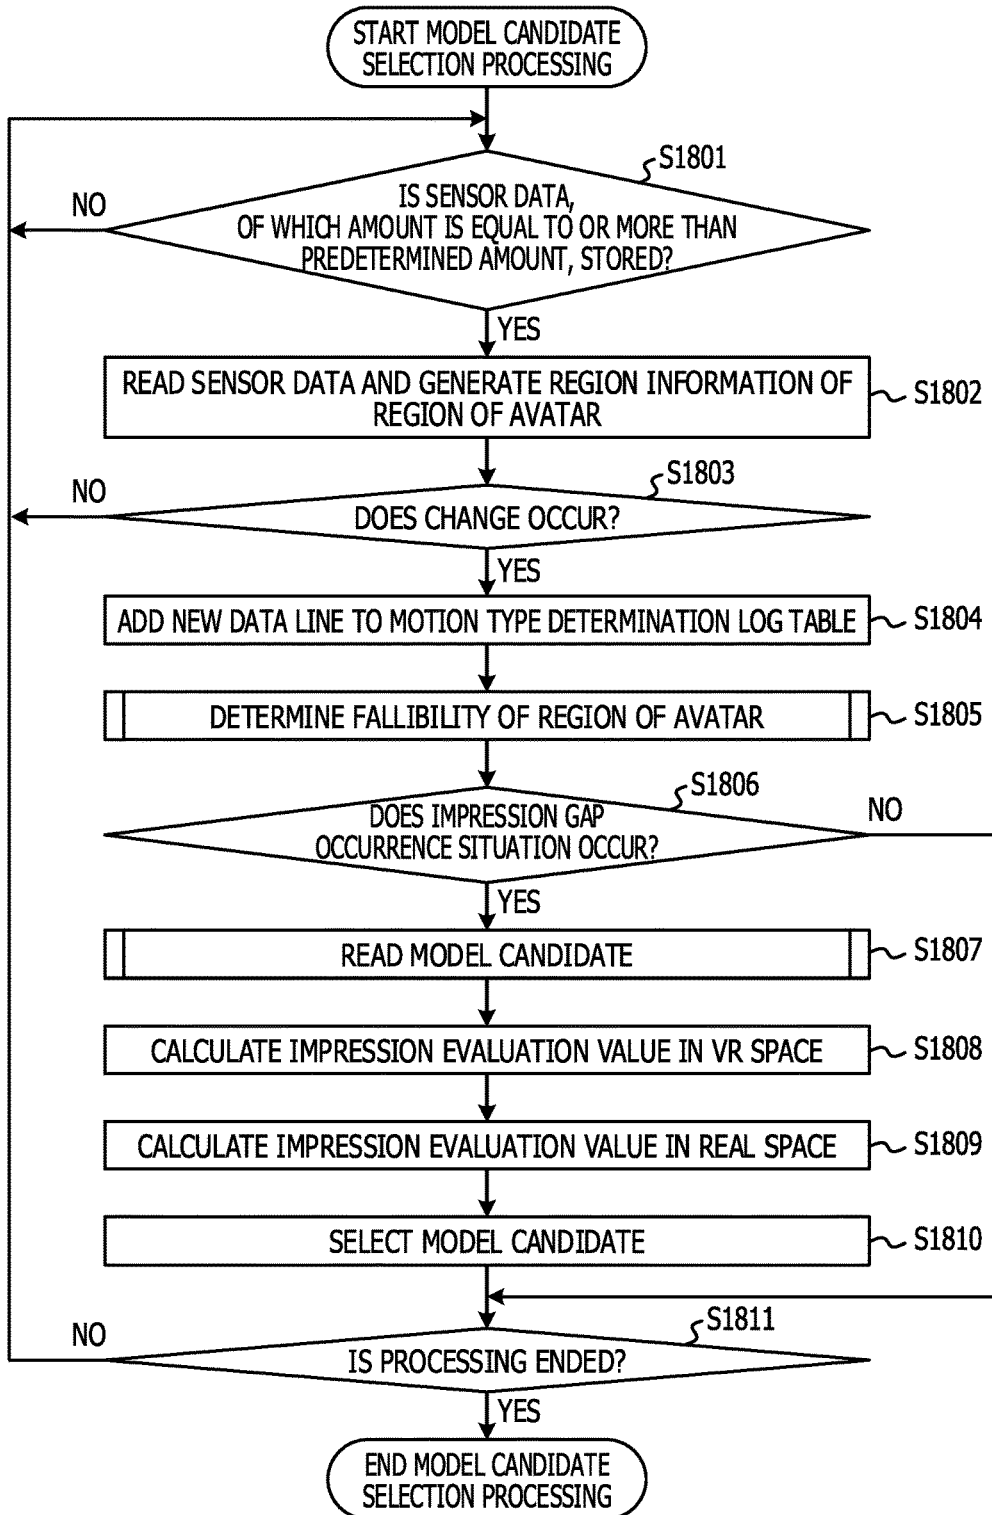 START MODEL CANDIDATE
SELECTION PROCESSING
S1801
IS SENSOR DATA,
OF WHICH AMOUNT IS EQUAL TO OR MORE THAN
PREDETERMINED AMOUNT, STORED?
NO
YES
READ SENSOR DATA AND GENERATE REGION INFORMATION OF
REGION OF AVATAR
S1802
S1803
DOES CHANGE OCCUR?
NO
YES
ADD NEW DATA LINE TO MOTION TYPE DETERMINATION LOG TABLE
S1804
DETERMINE FALLIBILITY OF REGION OF AVATAR
S1805
S1806
DOES IMPRESSION GAP
OCCURRENCE SITUATION OCCUR?
NO
YES
READ MODEL CANDIDATE
S1807
CALCULATE IMPRESSION EVALUATION VALUE IN VR SPACE
S1808
CALCULATE IMPRESSION EVALUATION VALUE IN REAL SPACE
S1809
SELECT MODEL CANDIDATE
S1810
S1811
IS PROCESSING ENDED?
NO
YES
END MODEL CANDIDATE
SELECTION PROCESSING